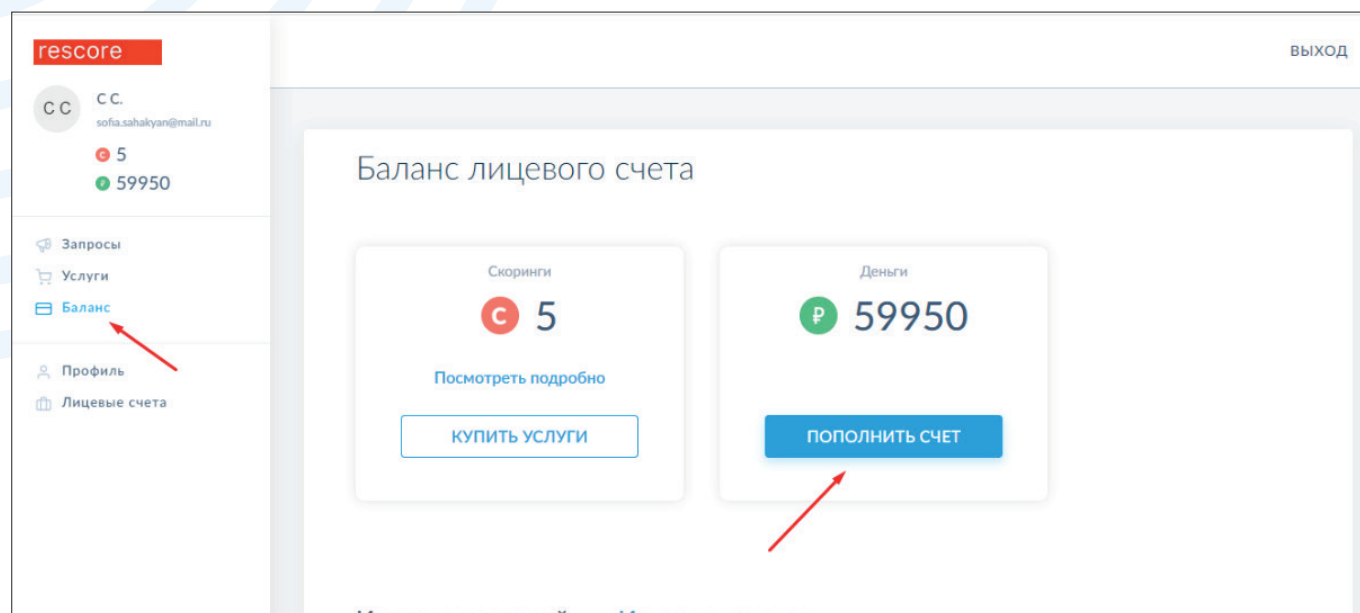 rescore
ВЫХОД
C C
C C.
sofia.sahakyan@mail.ru
C 5
₽ 59950
Запросы
Услуги
Баланс
Профиль
Лицевые счета
Баланс лицевого счета
Скоринги
C 5
Посмотреть подробно
КУПИТЬ УСЛУГИ
Деньги
₽ 59950
ПОПОЛНИТЬ СЧЕТ